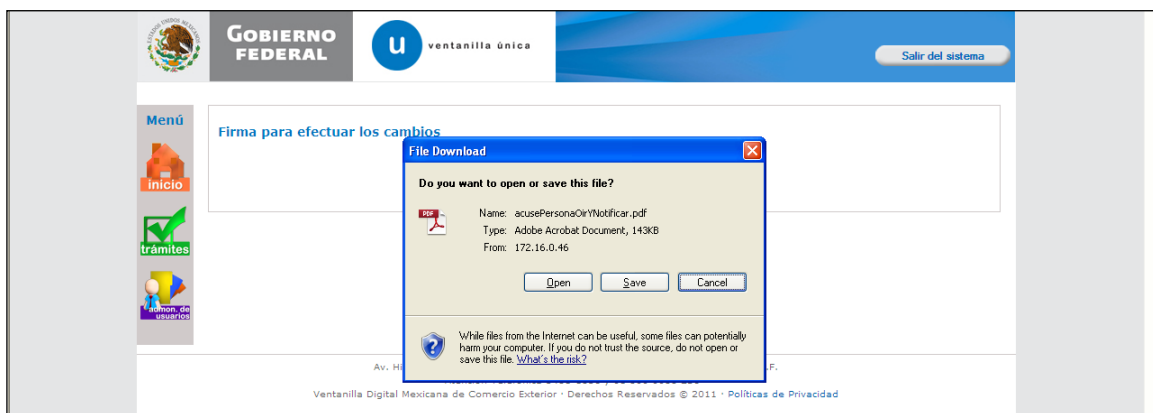 GOBIERNO
FEDERAL
u
ventanilla única
Salir del sistema
Menú
inicio
trámites
admon. de
usuarios
Firma para efectuar los cambios
File Download
Do you want to open or save this file?
PDF
Name: acusePersonaOirYNotificar.pdf
Type: Adobe Acrobat Document, 143KB
From: 172.16.0.46
Open
Save
Cancel
While files from the Internet can be useful, some files can potentially
harm your computer. If you do not trust the source, do not open or
save this file. What's the risk?
Av. Hi
.F.
Ventanilla Digital Mexicana de Comercio Exterior · Derechos Reservados © 2011 · Políticas de Privacidad